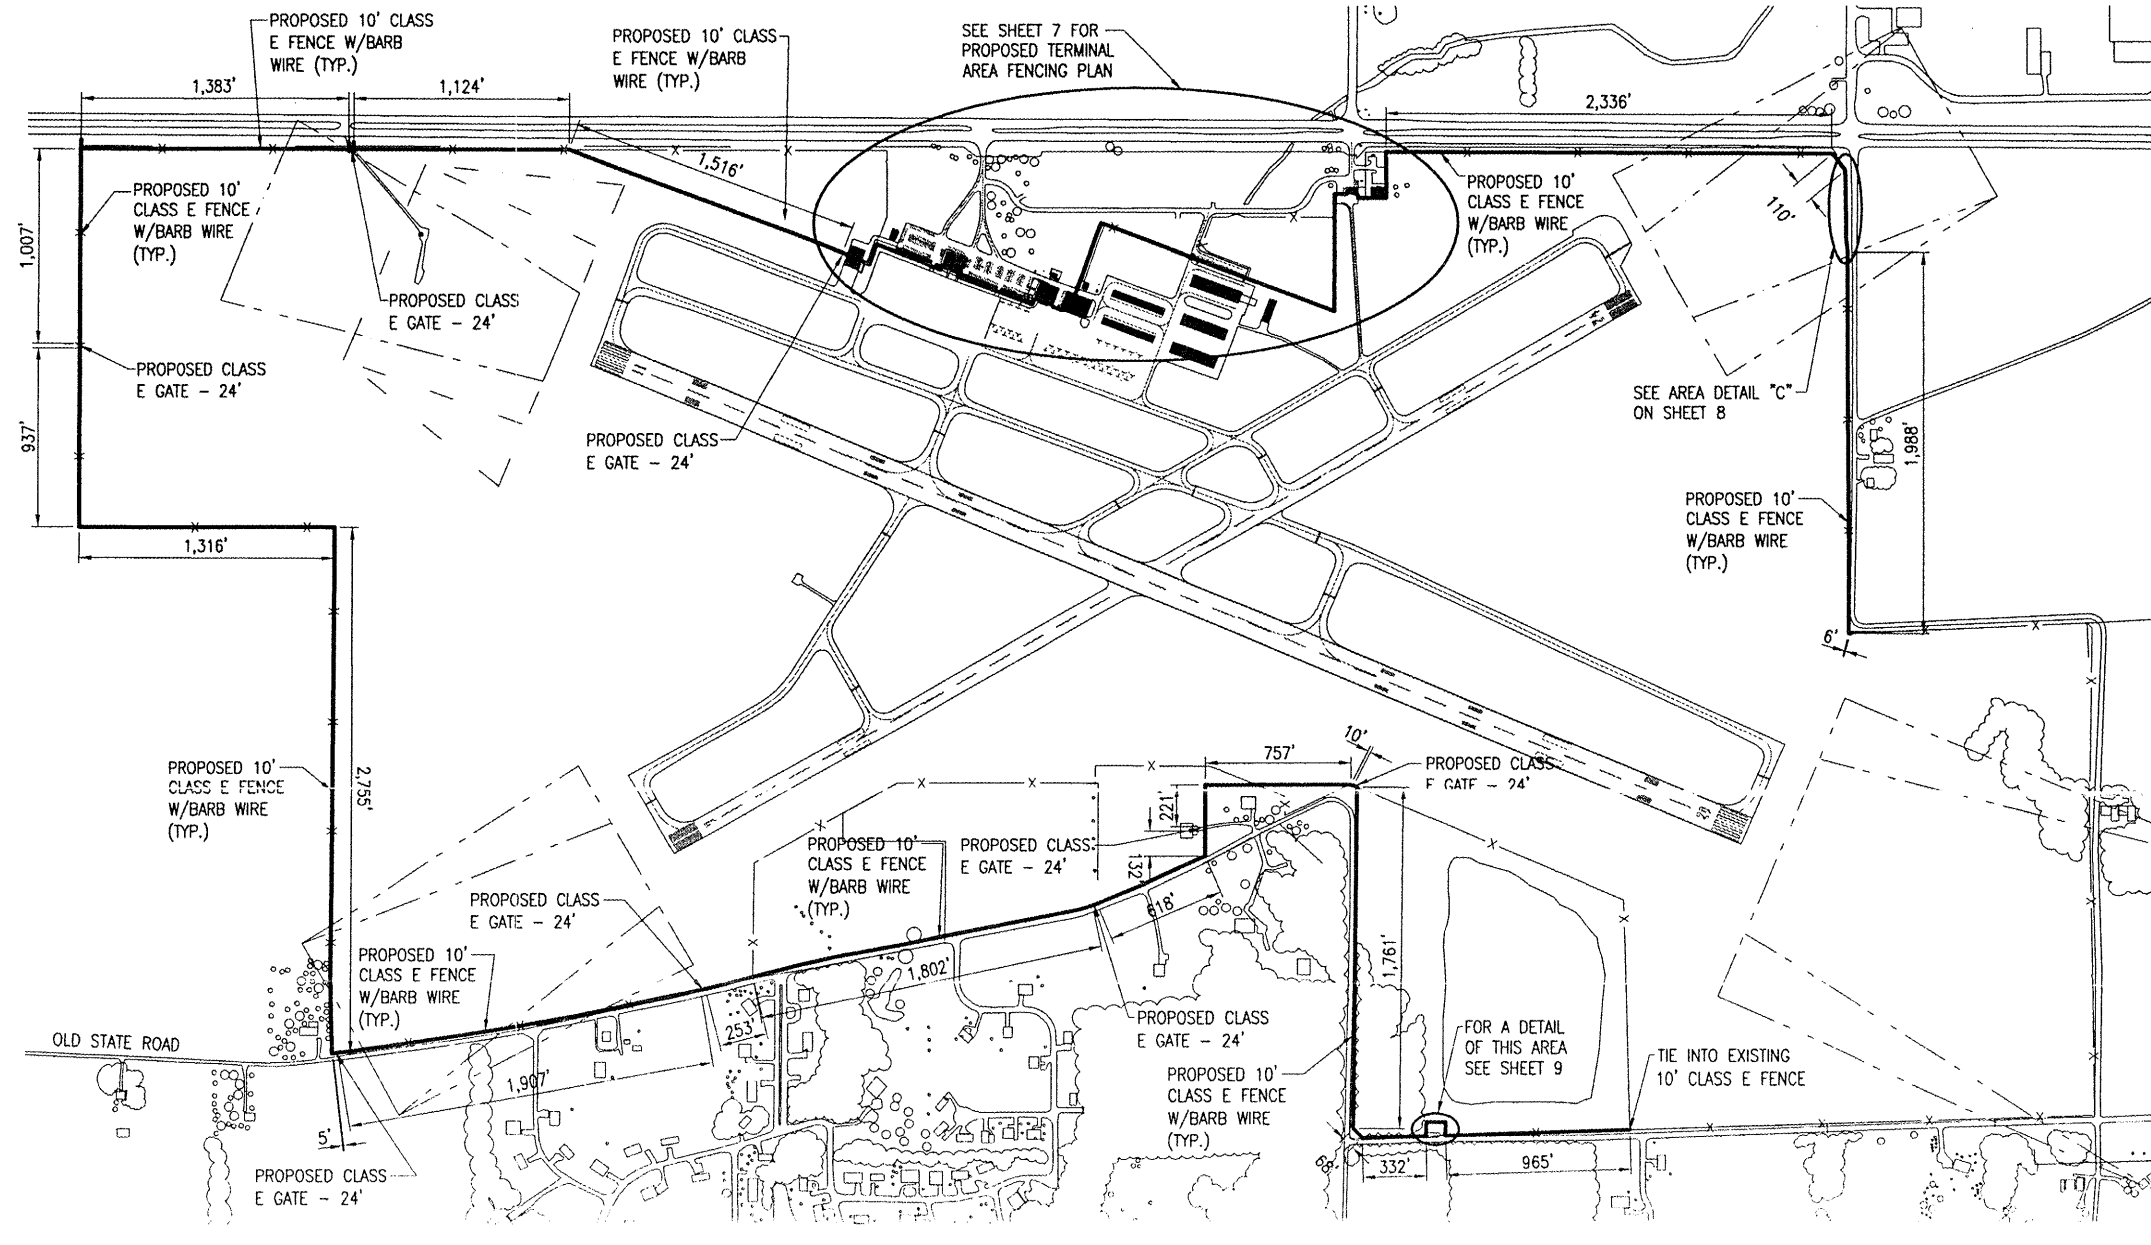 PROPOSED 10' CLASS
E FENCE W/BARB
WIRE (TYP.)
PROPOSED 10' CLASS
E FENCE W/BARB
WIRE (TYP.)
SEE SHEET 7 FOR
PROPOSED TERMINAL
AREA FENCING PLAN
1,383'
1,124'
2,336'
1,516'
PROPOSED 10'
CLASS E FENCE
W/BARB WIRE
(TYP.)
PROPOSED 10'
CLASS E FENCE
W/BARB WIRE
(TYP.)
110'
1,007'
PROPOSED CLASS
E GATE - 24'
PROPOSED CLASS
E GATE - 24'
24
SEE AREA DETAIL "C"
ON SHEET 8
937'
PROPOSED CLASS
E GATE - 24'
1,988'
PROPOSED 10'
CLASS E FENCE
W/BARB WIRE
(TYP.)
1,316'
6'
PROPOSED 10'
CLASS E FENCE
W/BARB WIRE
(TYP.)
2,755'
757'
10'
PROPOSED CLASS
E GATE - 24'
221'
PROPOSED 10'
CLASS E FENCE
W/BARB WIRE
(TYP.)
PROPOSED CLASS
E GATE - 24'
132'
PROPOSED CLASS
E GATE - 24'
618'
1,761'
PROPOSED 10'
CLASS E FENCE
W/BARB WIRE
(TYP.)
1,802'
253'
OLD STATE ROAD
PROPOSED CLASS
E GATE - 24'
FOR A DETAIL
OF THIS AREA
SEE SHEET 9
TIE INTO EXISTING
10' CLASS E FENCE
PROPOSED 10'
CLASS E FENCE
W/BARB WIRE
(TYP.)
1,907'
5'
PROPOSED CLASS
E GATE - 24'
332'
965'